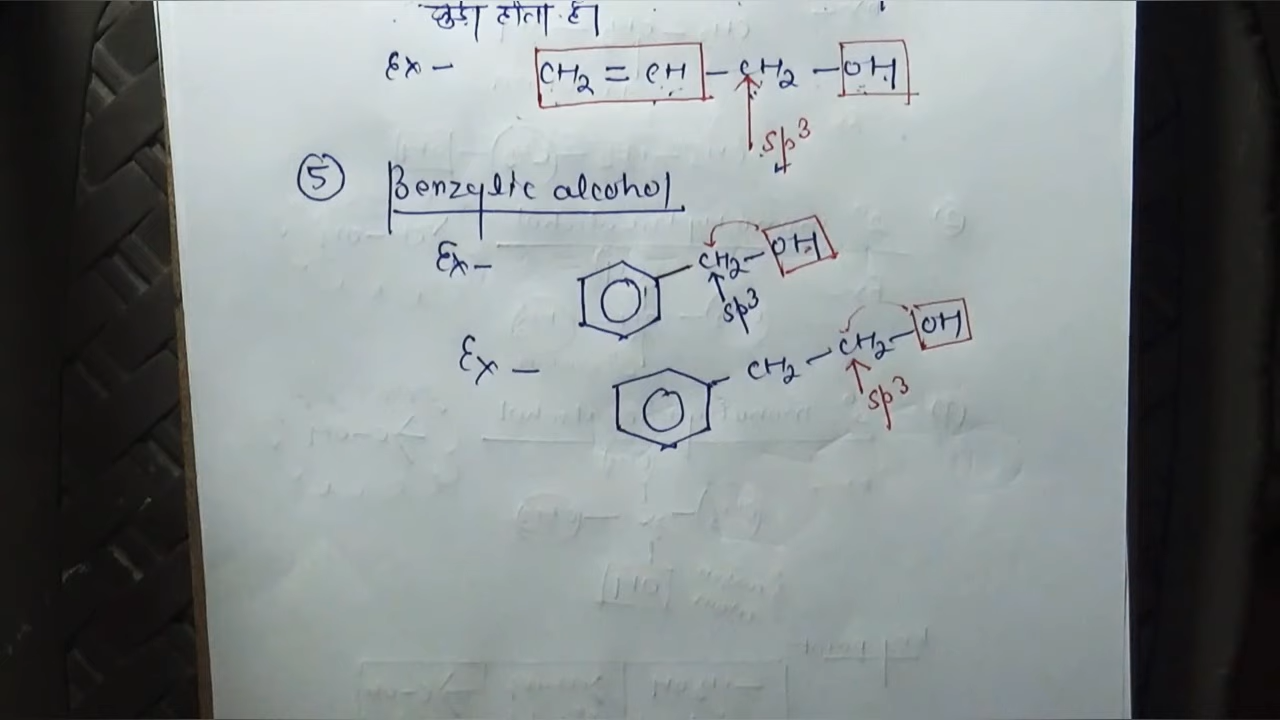 जुड़ा होता है।
Ex - CH2 = CH - CH2 - OH
sp3
5 Benzylic alcohol
Ex - CH2 - OH
sp3
Ex - CH2 - CH2 - OH
sp3